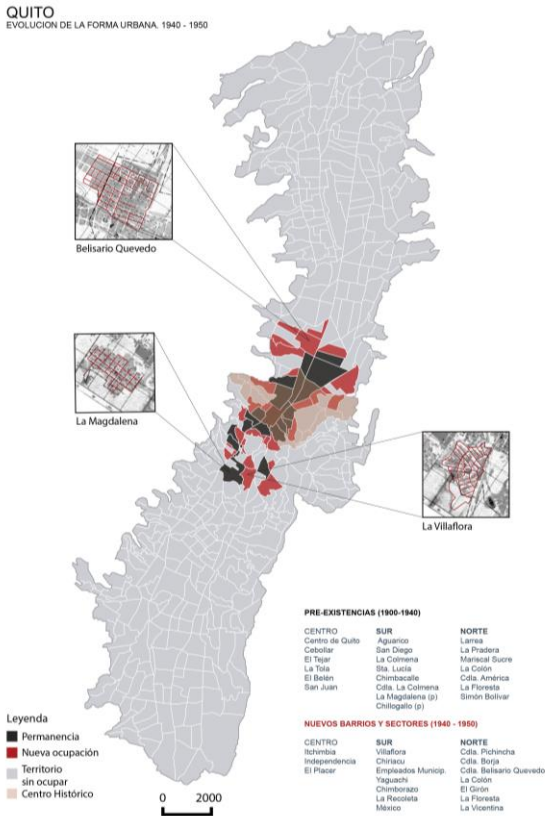 QUITO
EVOLUCION DE LA FORMA URBANA. 1940 - 1950
Belisario Quevedo
La Magdalena
La Villaflora
PRE-EXISTENCIAS (1900-1940)
CENTRO
Centro de Quito
Cebollar
El Tejar
La Tola
El Belén
San Juan
SUR
Aguarico
San Diego
La Colmena
Sta. Lucía
Chimbacalle
Cdla. La Colmena
La Magdalena (p)
Chillogallo (p)
NORTE
Larrea
La Pradera
Mariscal Sucre
La Colón
Cdla. América
La Floresta
Simón Bolívar
NUEVOS BARRIOS Y SECTORES (1940 - 1950)
CENTRO
Itchimbia
Independencia
El Placer
SUR
Villaflora
Chiriacu
Empleados Municip.
Yaguachi
Chimborazo
La Recoleta
México
NORTE
Cdla. Pichincha
Cdla. Borja
Cdla. Belisario Quevedo
La Colón
El Girón
La Floresta
La Vicentina
Leyenda
Permanencia
Nueva ocupación
Territorio
sin ocupar
Centro Histórico
0 2000